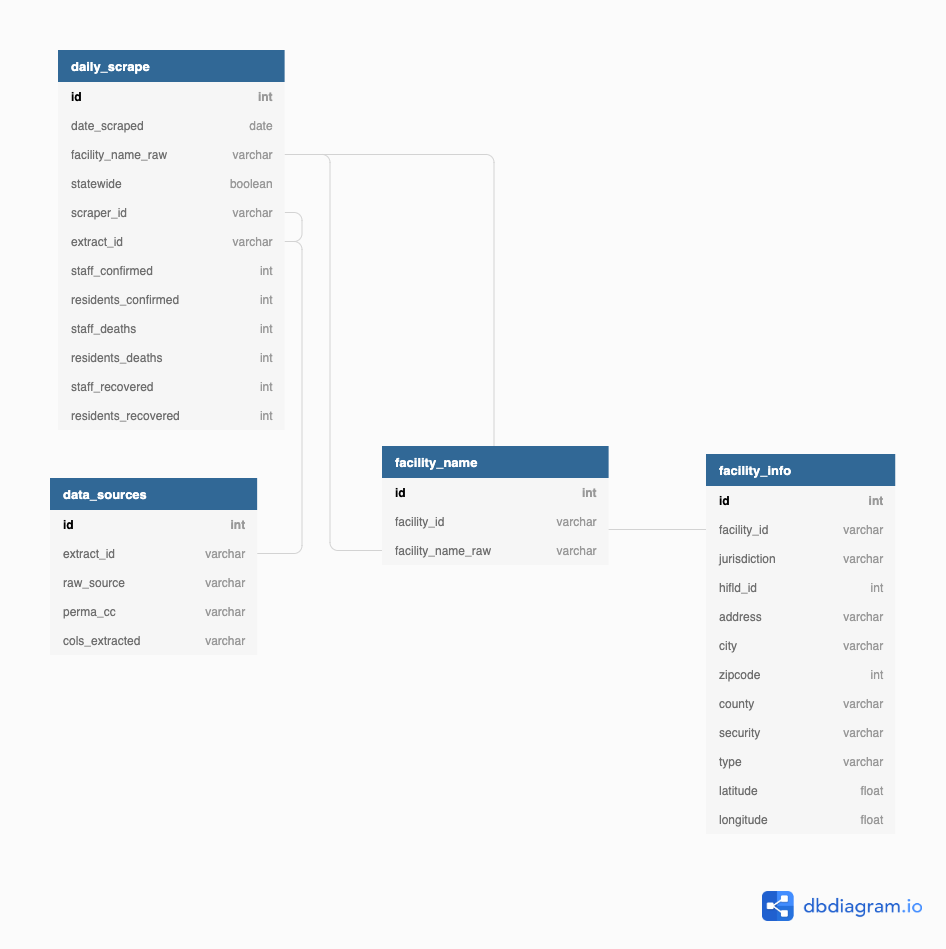 daily_scrape
id int
date_scraped date
facility_name_raw varchar
statewide boolean
scraper_id varchar
extract_id varchar
staff_confirmed int
residents_confirmed int
staff_deaths int
residents_deaths int
staff_recovered int
residents_recovered int
data_sources
id int
extract_id varchar
raw_source varchar
perma_cc varchar
cols_extracted varchar
facility_name
id int
facility_id varchar
facility_name_raw varchar
facility_info
id int
facility_id varchar
jurisdiction varchar
hifld_id int
address varchar
city varchar
zipcode int
county varchar
security varchar
type varchar
latitude float
longitude float
dbdiagram.io